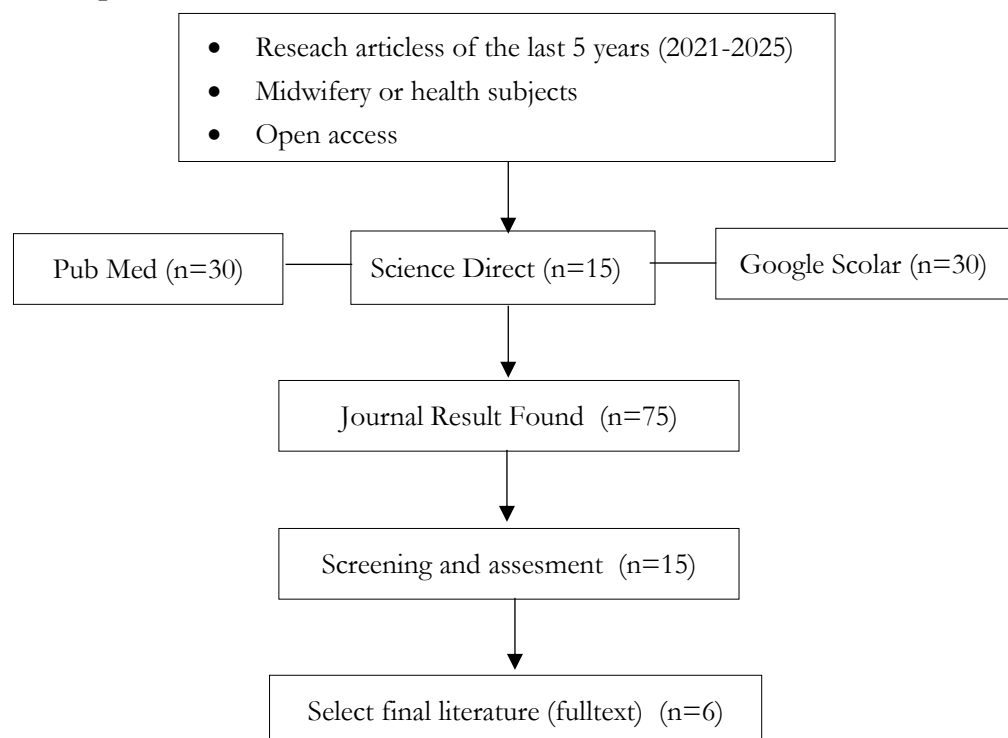 • Reseach articless of the last 5 years (2021-2025)
• Midwifery or health subjects
• Open access
Pub Med (n=30)
Science Direct (n=15)
Google Scolar (n=30)
Journal Result Found (n=75)
Screening and assesment (n=15)
Select final literature (fulltext) (n=6)